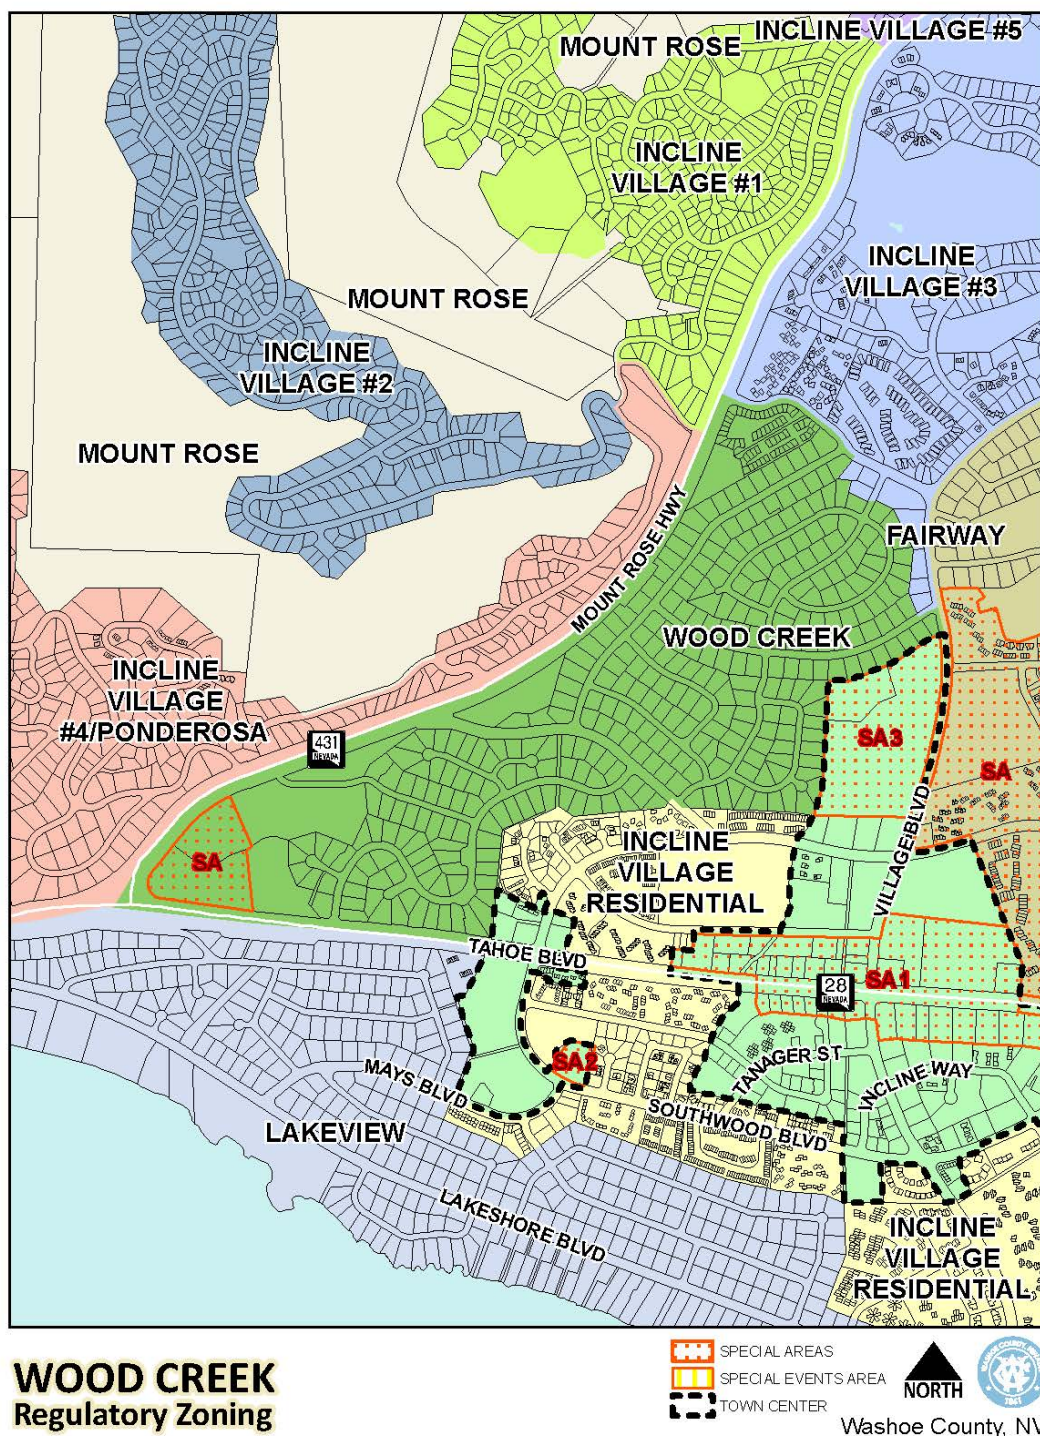 INCLINE VILLAGE #5
MOUNT ROSE
INCLINE
VILLAGE #1
INCLINE
VILLAGE #3
MOUNT ROSE
INCLINE
VILLAGE #2
MOUNT ROSE
MOUNT ROSE HWY
FAIRWAY
WOOD CREEK
INCLINE
VILLAGE
#4/PONDEROSA
431
NEVADA
SA3
SA
VILLAGE BLVD
SA
INCLINE
VILLAGE
RESIDENTIAL
TAHOE BLVD
SA1
28
NEVADA
SA2
TANAGER ST
INCLINE WAY
MAYS BLVD
SOUTHWOOD BLVD
LAKEVIEW
LAKESHORE BLVD
INCLINE
VILLAGE
RESIDENTIAL
WOOD CREEK
Regulatory Zoning
SPECIAL AREAS
SPECIAL EVENTS AREA
TOWN CENTER
NORTH
Washoe County, NV